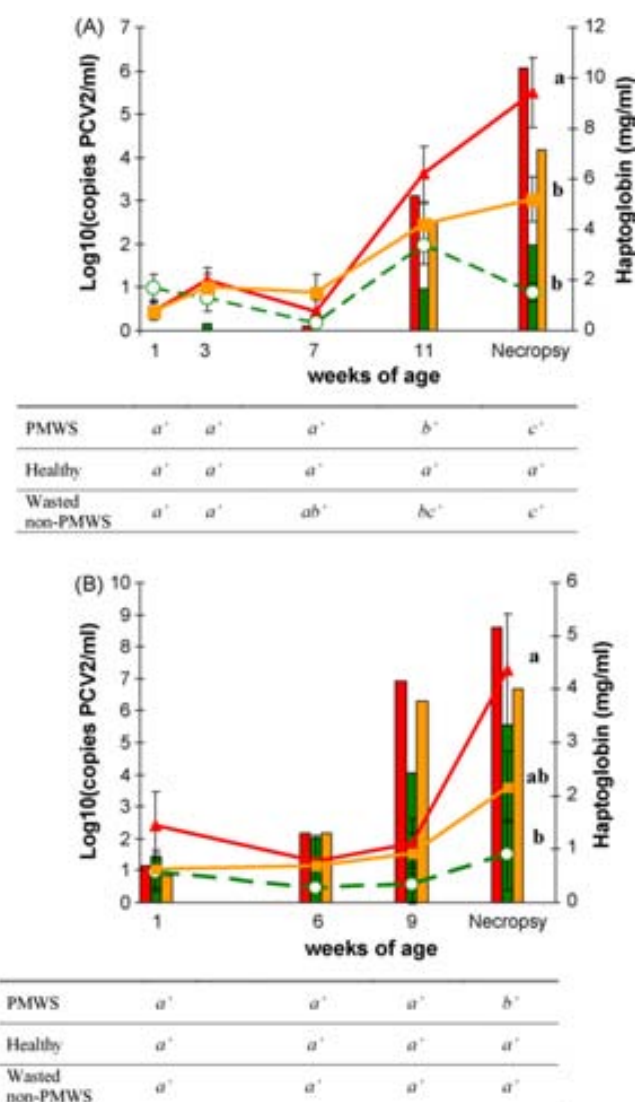 (A)
7
6
5
4
3
2
1
0
Log10(copies PCV2/ml)
12
10
8
6
4
2
0
Haptoglobin (mg/ml)
a
b
b
1 3 7 11 Necropsy
weeks of age
PMWS a' a' a' b' c'
Healthy a' a' a' a' a'
Wasted
non-PMWS a' a' ab' bc' c'
(B)
10
9
8
7
6
5
4
3
2
1
0
Log10(copies PCV2/ml)
6
5
4
3
2
1
0
Haptoglobin (mg/ml)
a
ab
b
1 6 9 Necropsy
weeks of age
PMWS a' a' a' b'
Healthy a' a' a' a'
Wasted
non-PMWS a' a' a' a'